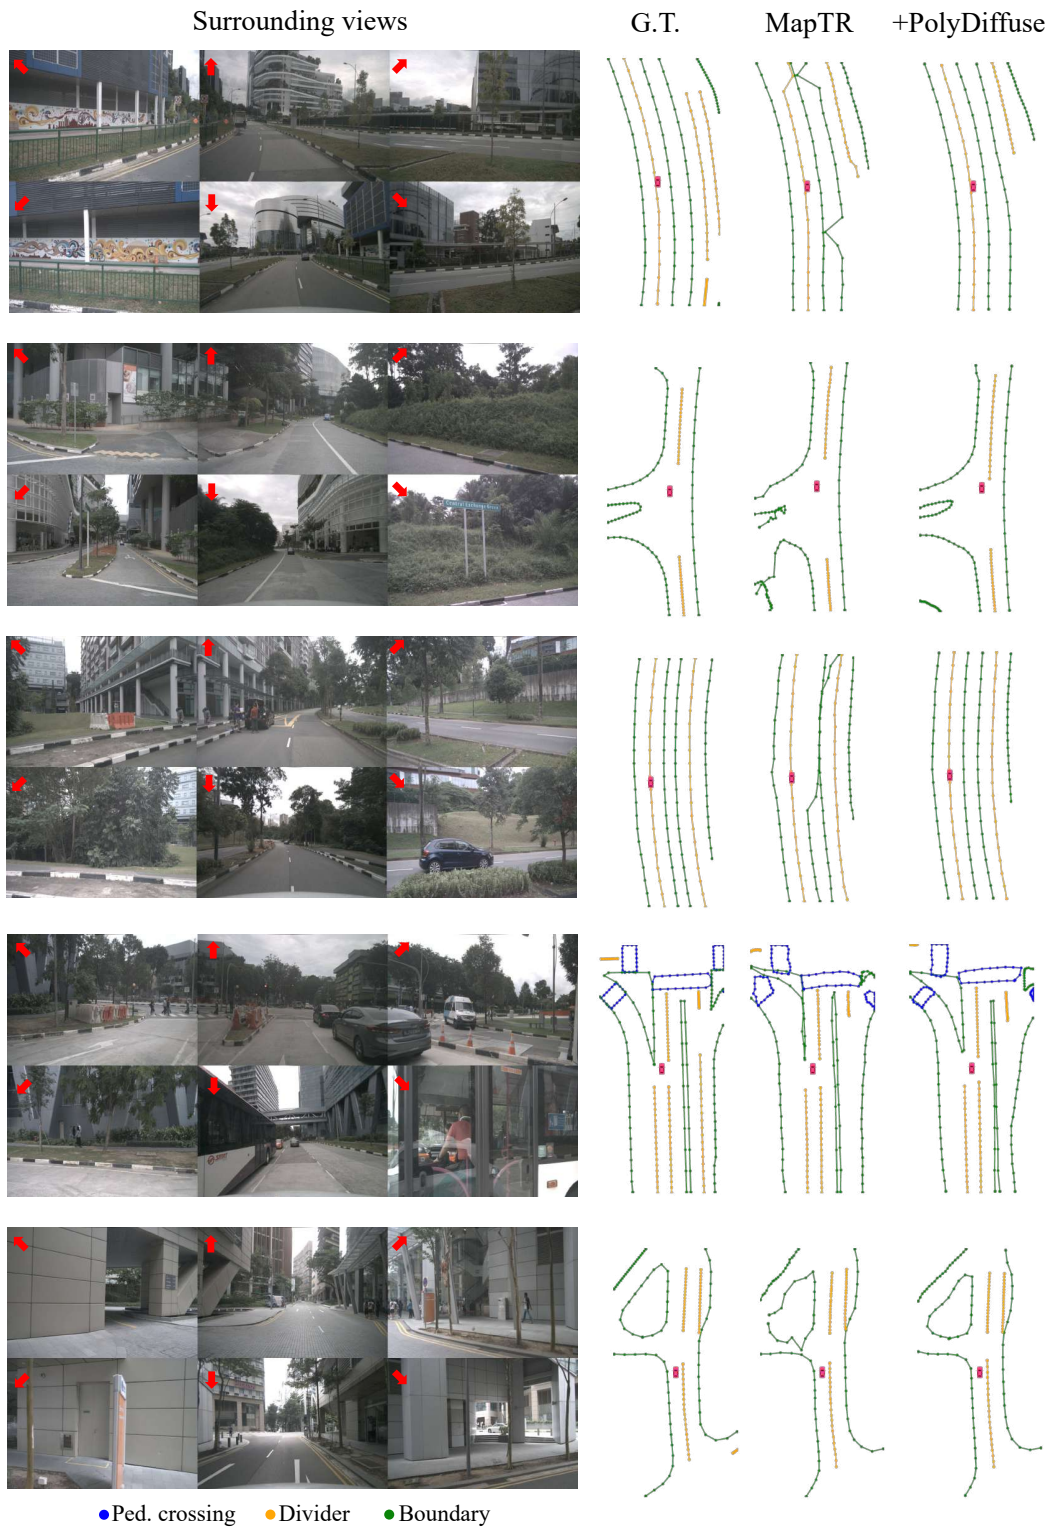 Surrounding views
G.T.
MapTR
+PolyDiffuse
Ped. crossing
Divider
Boundary